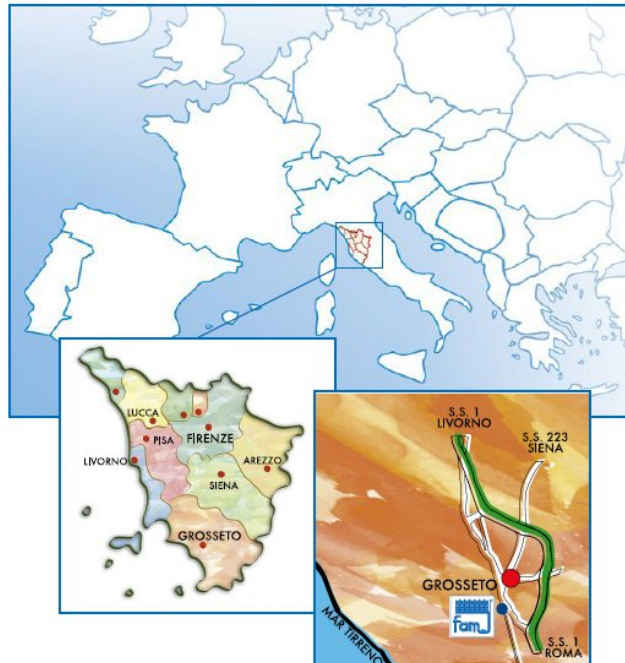 LUCCA
PISA
FIRENZE
LIVORNO
AREZZO
SIENA
GROSSETO
S.S. 1
LIVORNO
S.S. 223
SIENA
GROSSETO
fam
MAR TIRRENO
S.S. 1
ROMA